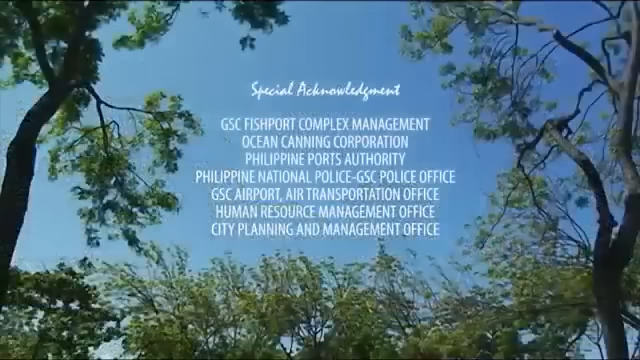 Special Acknowledgment
GSC FISHPORT COMPLEX MANAGEMENT
OCEAN CANNING CORPORATION
PHILIPPINE PORTS AUTHORITY
PHILIPPINE NATIONAL POLICE-GSC POLICE OFFICE
GSC AIRPORT, AIR TRANSPORTATION OFFICE
HUMAN RESOURCE MANAGEMENT OFFICE
CITY PLANNING AND MANAGEMENT OFFICE